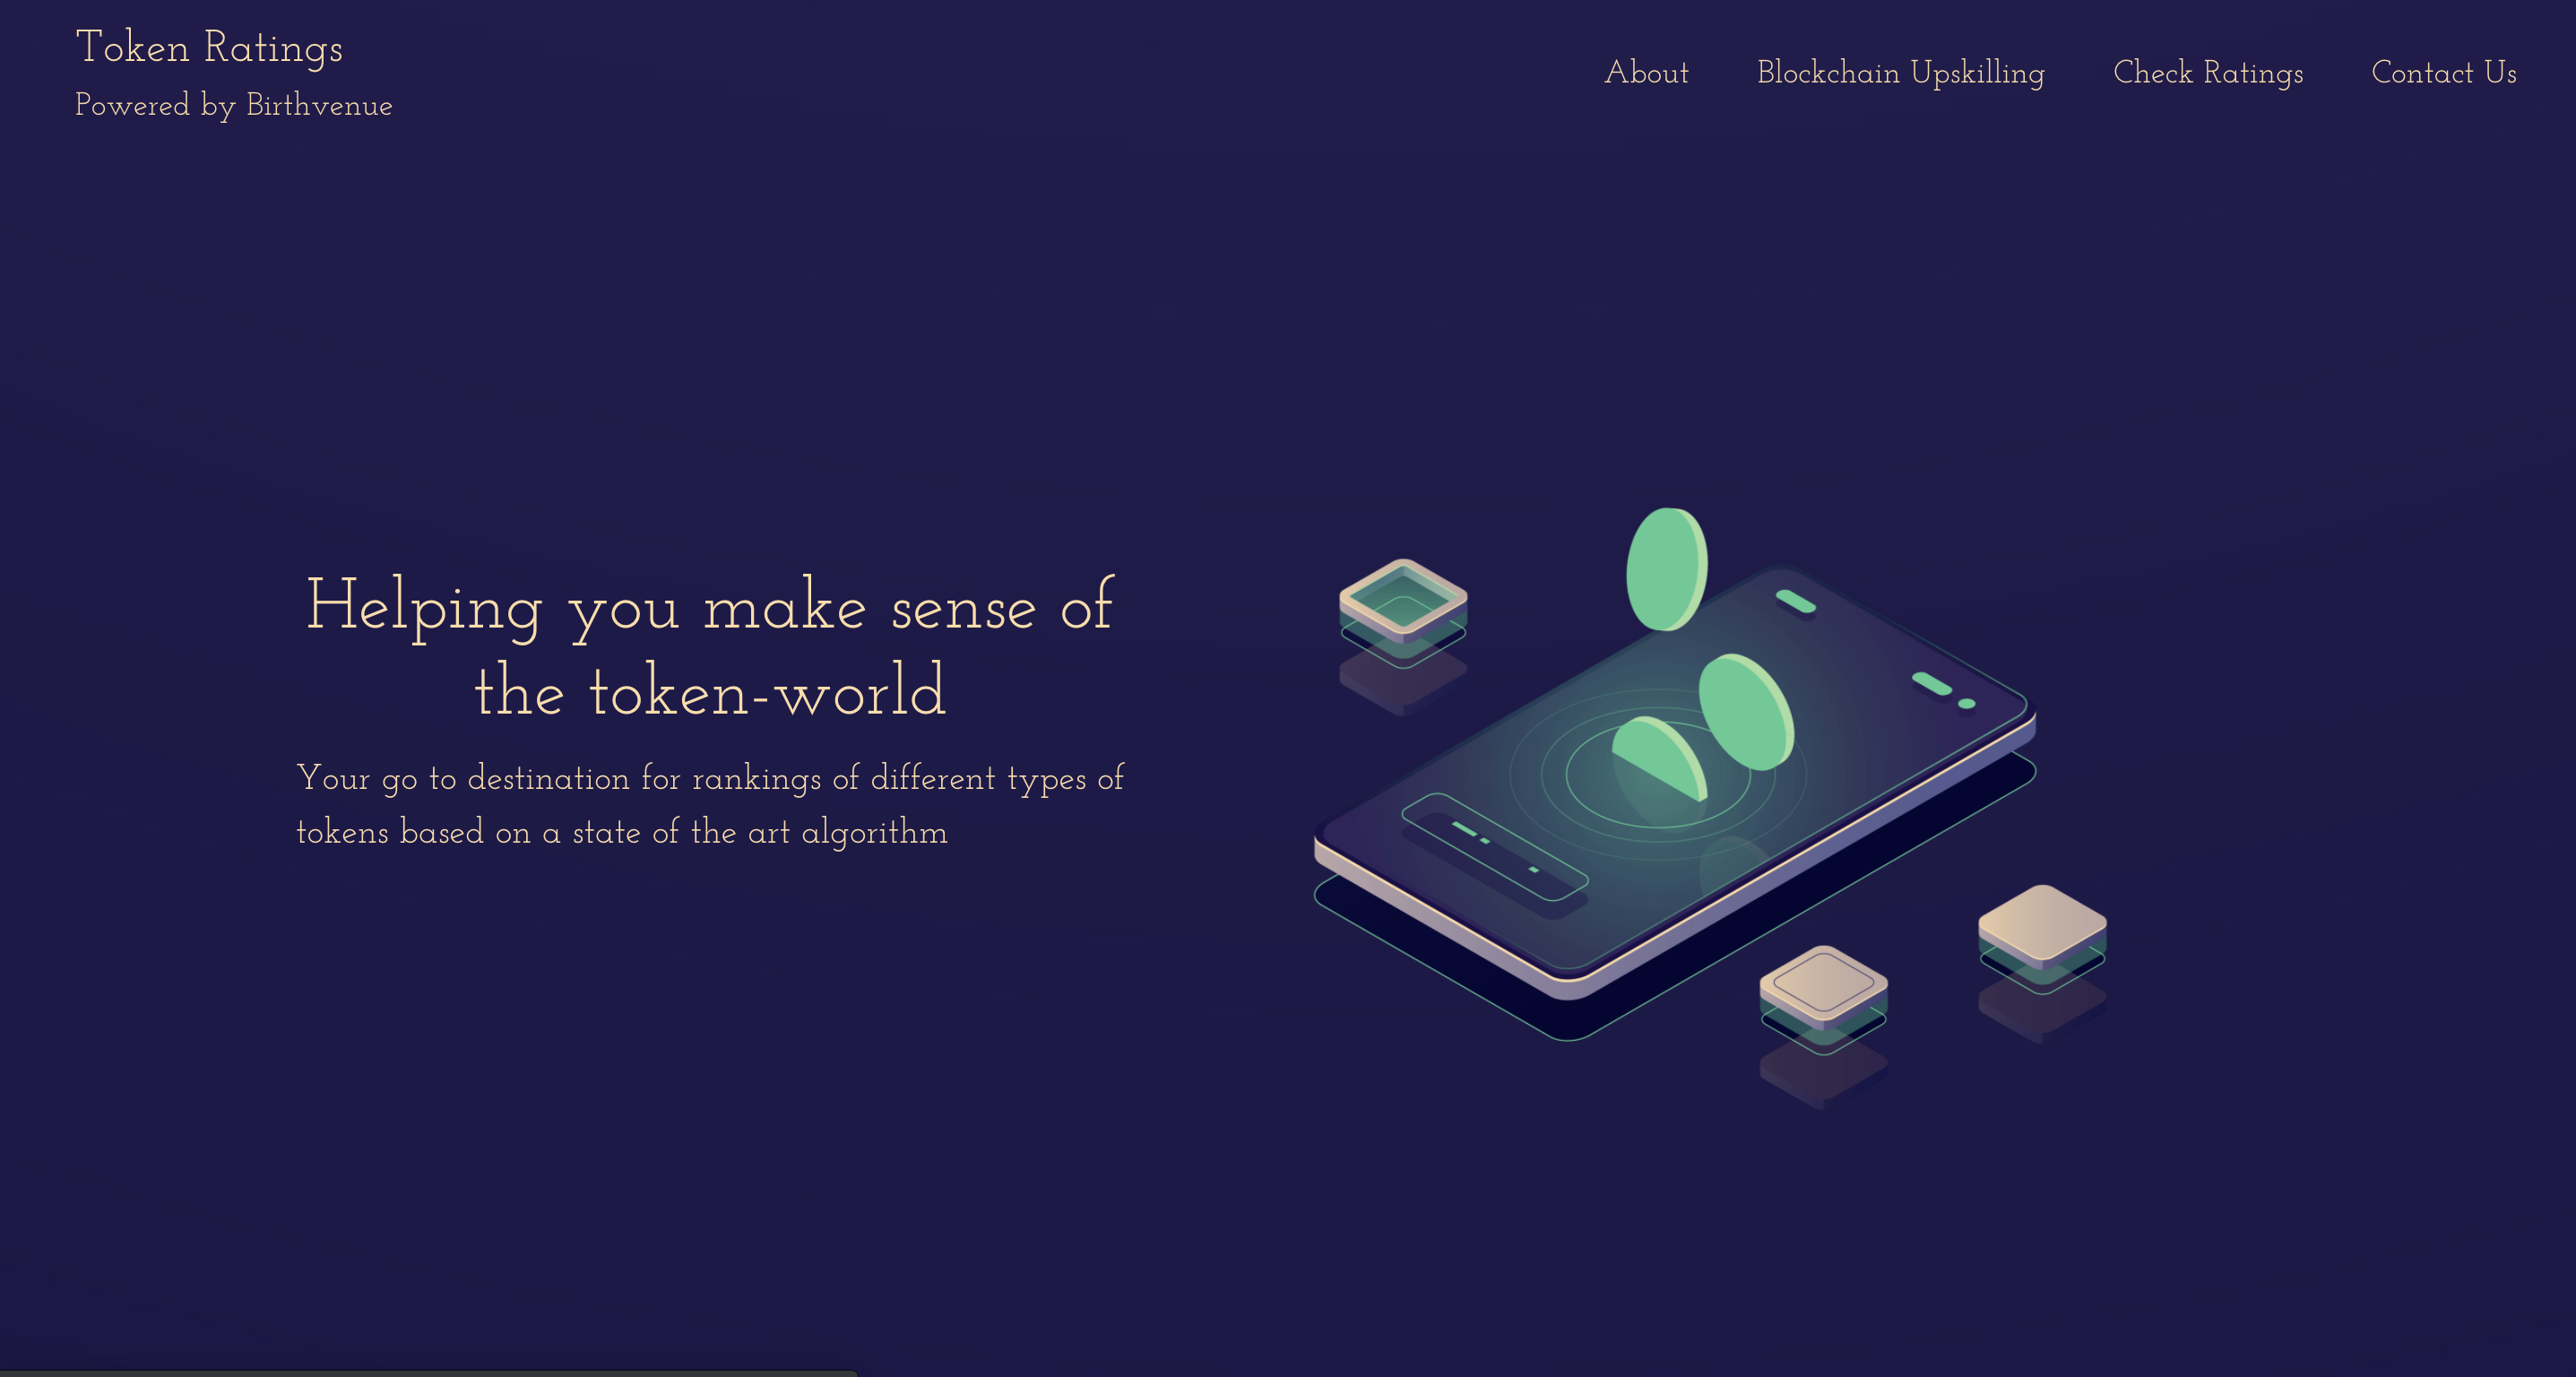 Token Ratings
Powered by Birthvenue
About
Blockchain Upskilling
Check Ratings
Contact Us
Helping you make sense of
the token-world
Your go to destination for rankings of different types of
tokens based on a state of the art algorithm